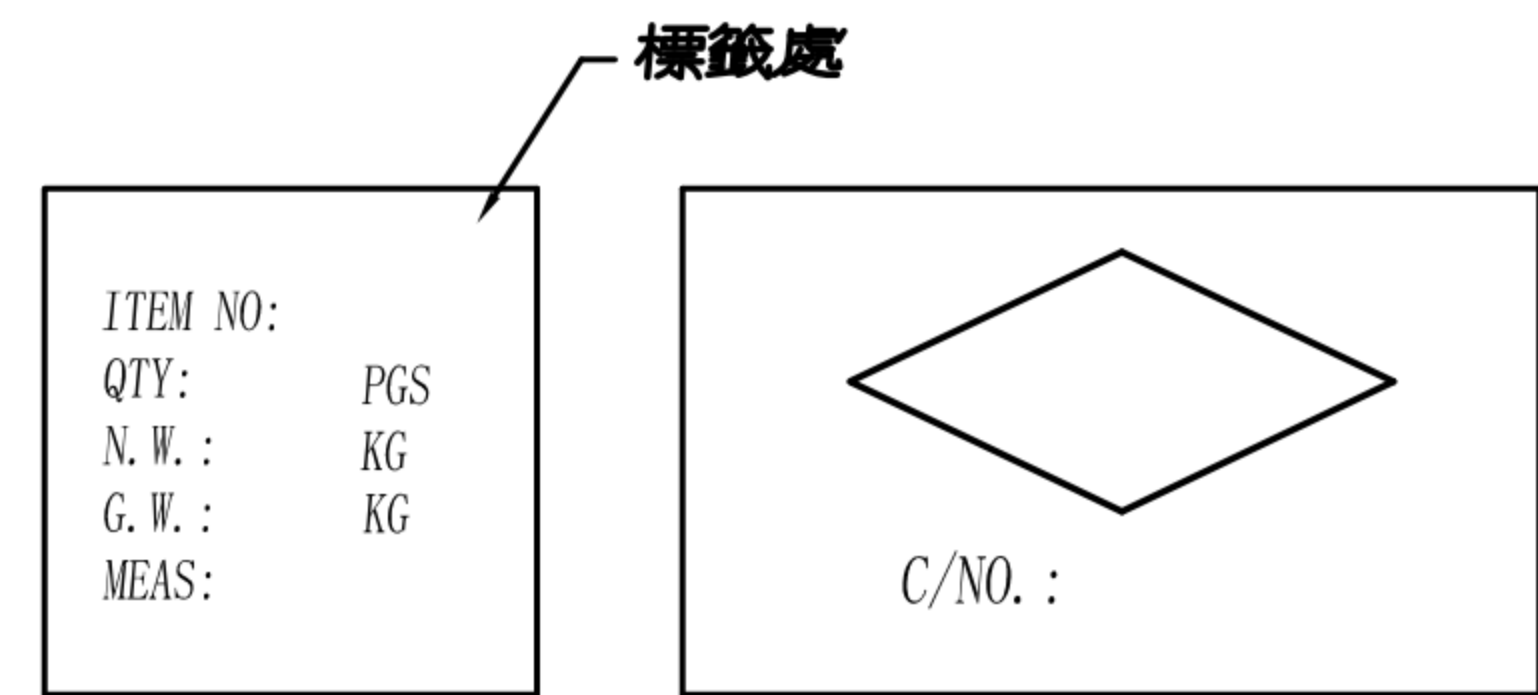 標籤處
ITEM NO:
QTY: PGS
N.W.: KG
G.W.: KG
MEAS:
C/NO.: